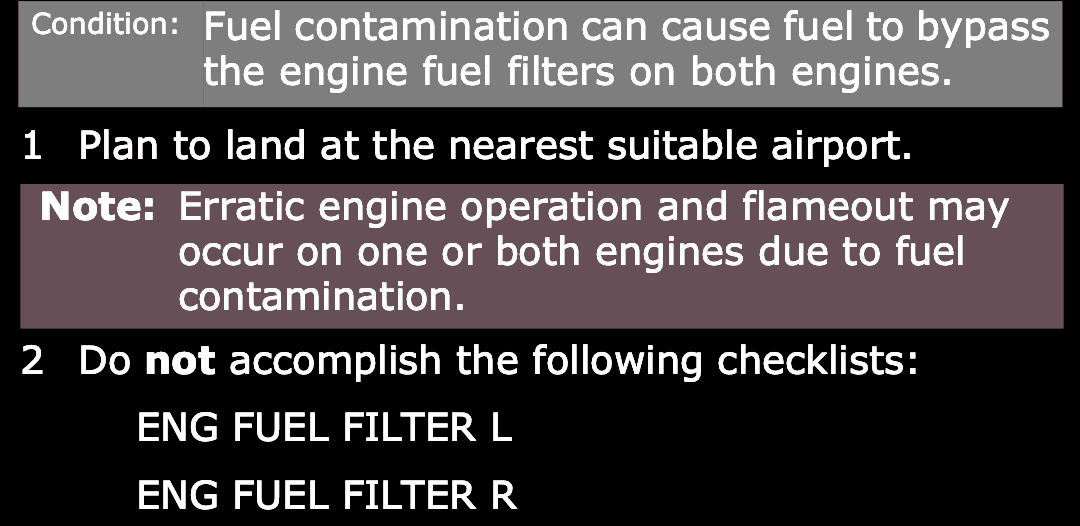 Condition: Fuel contamination can cause fuel to bypass
the engine fuel filters on both engines.
1 Plan to land at the nearest suitable airport.
Note: Erratic engine operation and flameout may
occur on one or both engines due to fuel
contamination.
2 Do not accomplish the following checklists:
ENG FUEL FILTER L
ENG FUEL FILTER R